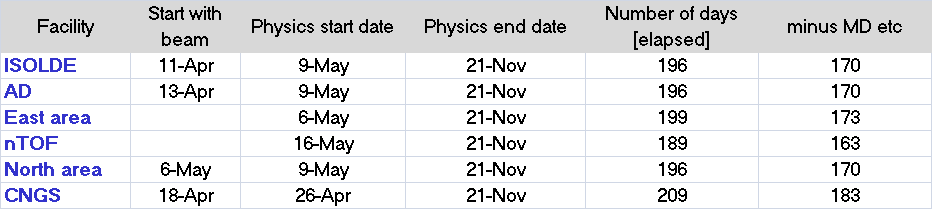 Facility Start with beam Physics start date Physics end date Number of days [elapsed] minus MD etc
ISOLDE 11-Apr 9-May 21-Nov 196 170
AD 13-Apr 9-May 21-Nov 196 170
East area 6-May 21-Nov 199 173
nTOF 16-May 21-Nov 189 163
North area 6-May 9-May 21-Nov 196 170
CNGS 18-Apr 26-Apr 21-Nov 209 183